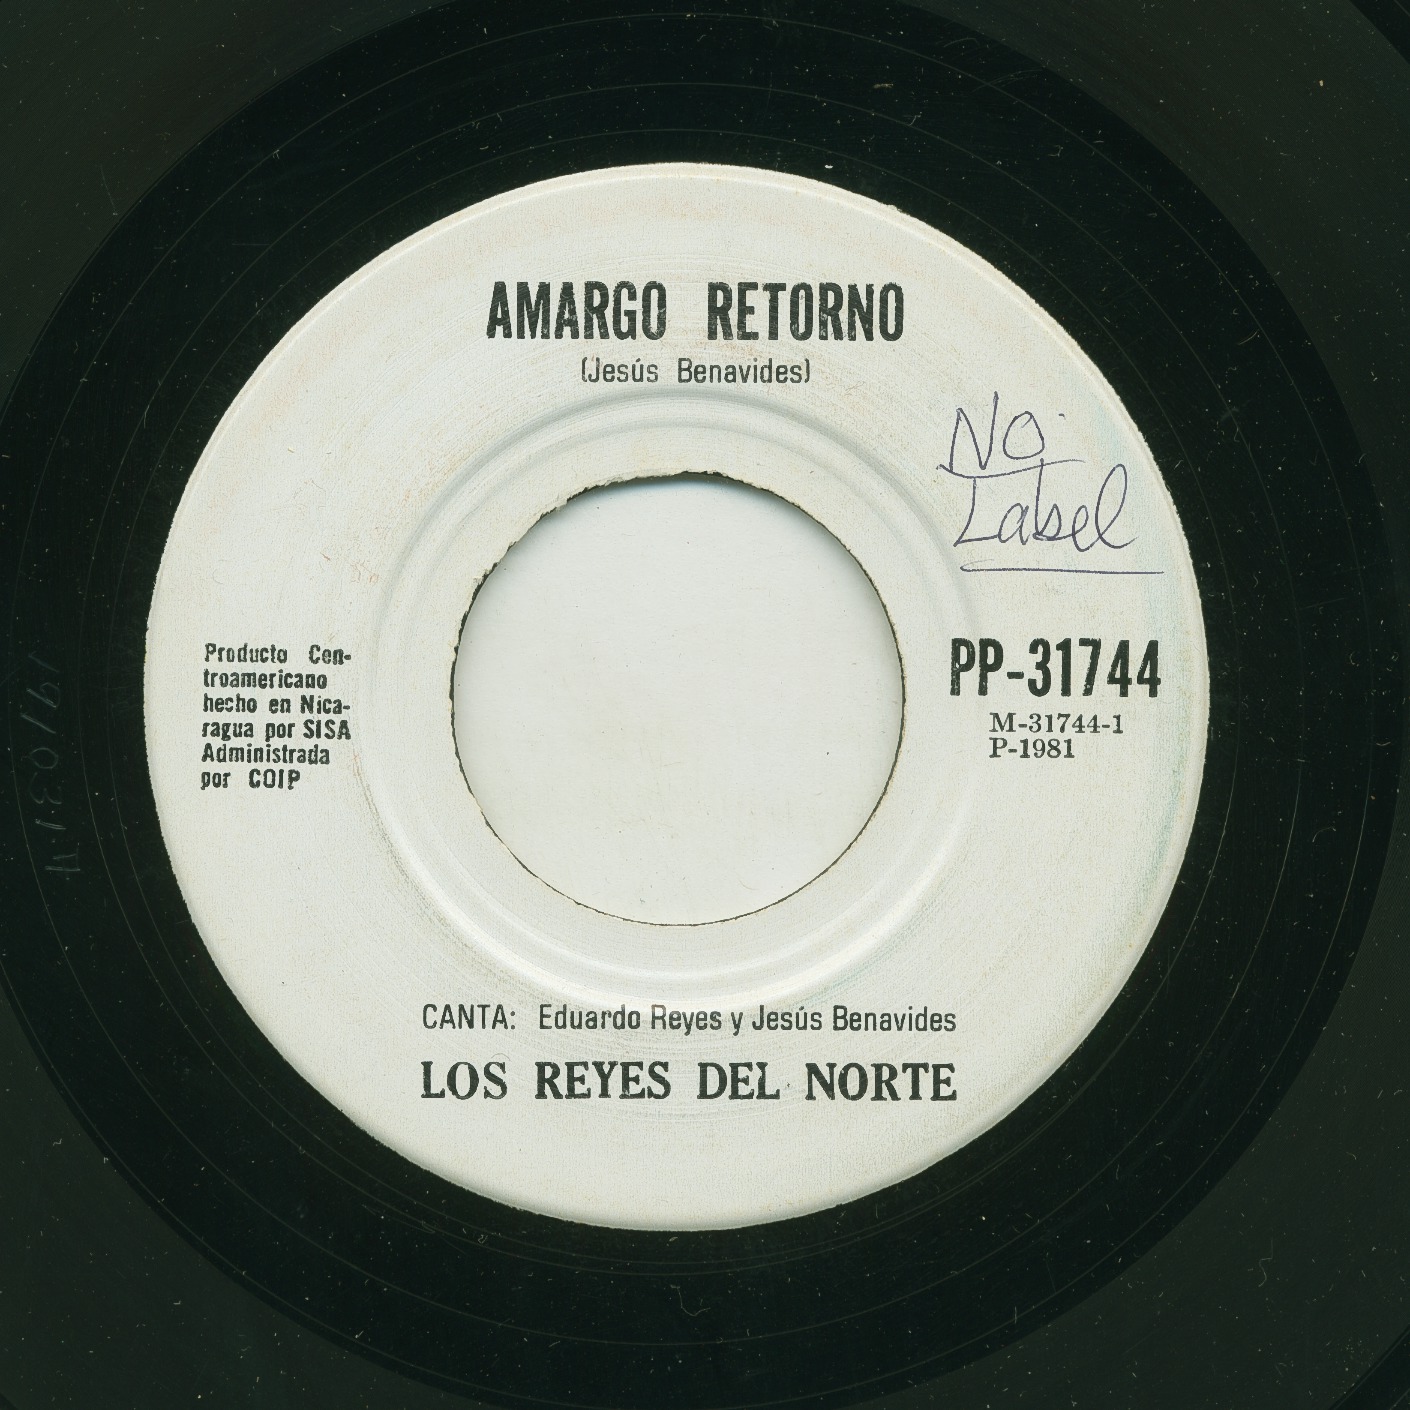 AMARGO RETORNO
(Jesús Benavides)
No
Label
Producto Cen-
troamericano
hecho en Nica-
ragua por SISA
Administrada
por COIP
PP-31744
M-31744-1
P-1981
CANTA: Eduardo Reyes y Jesús Benavides
LOS REYES DEL NORTE